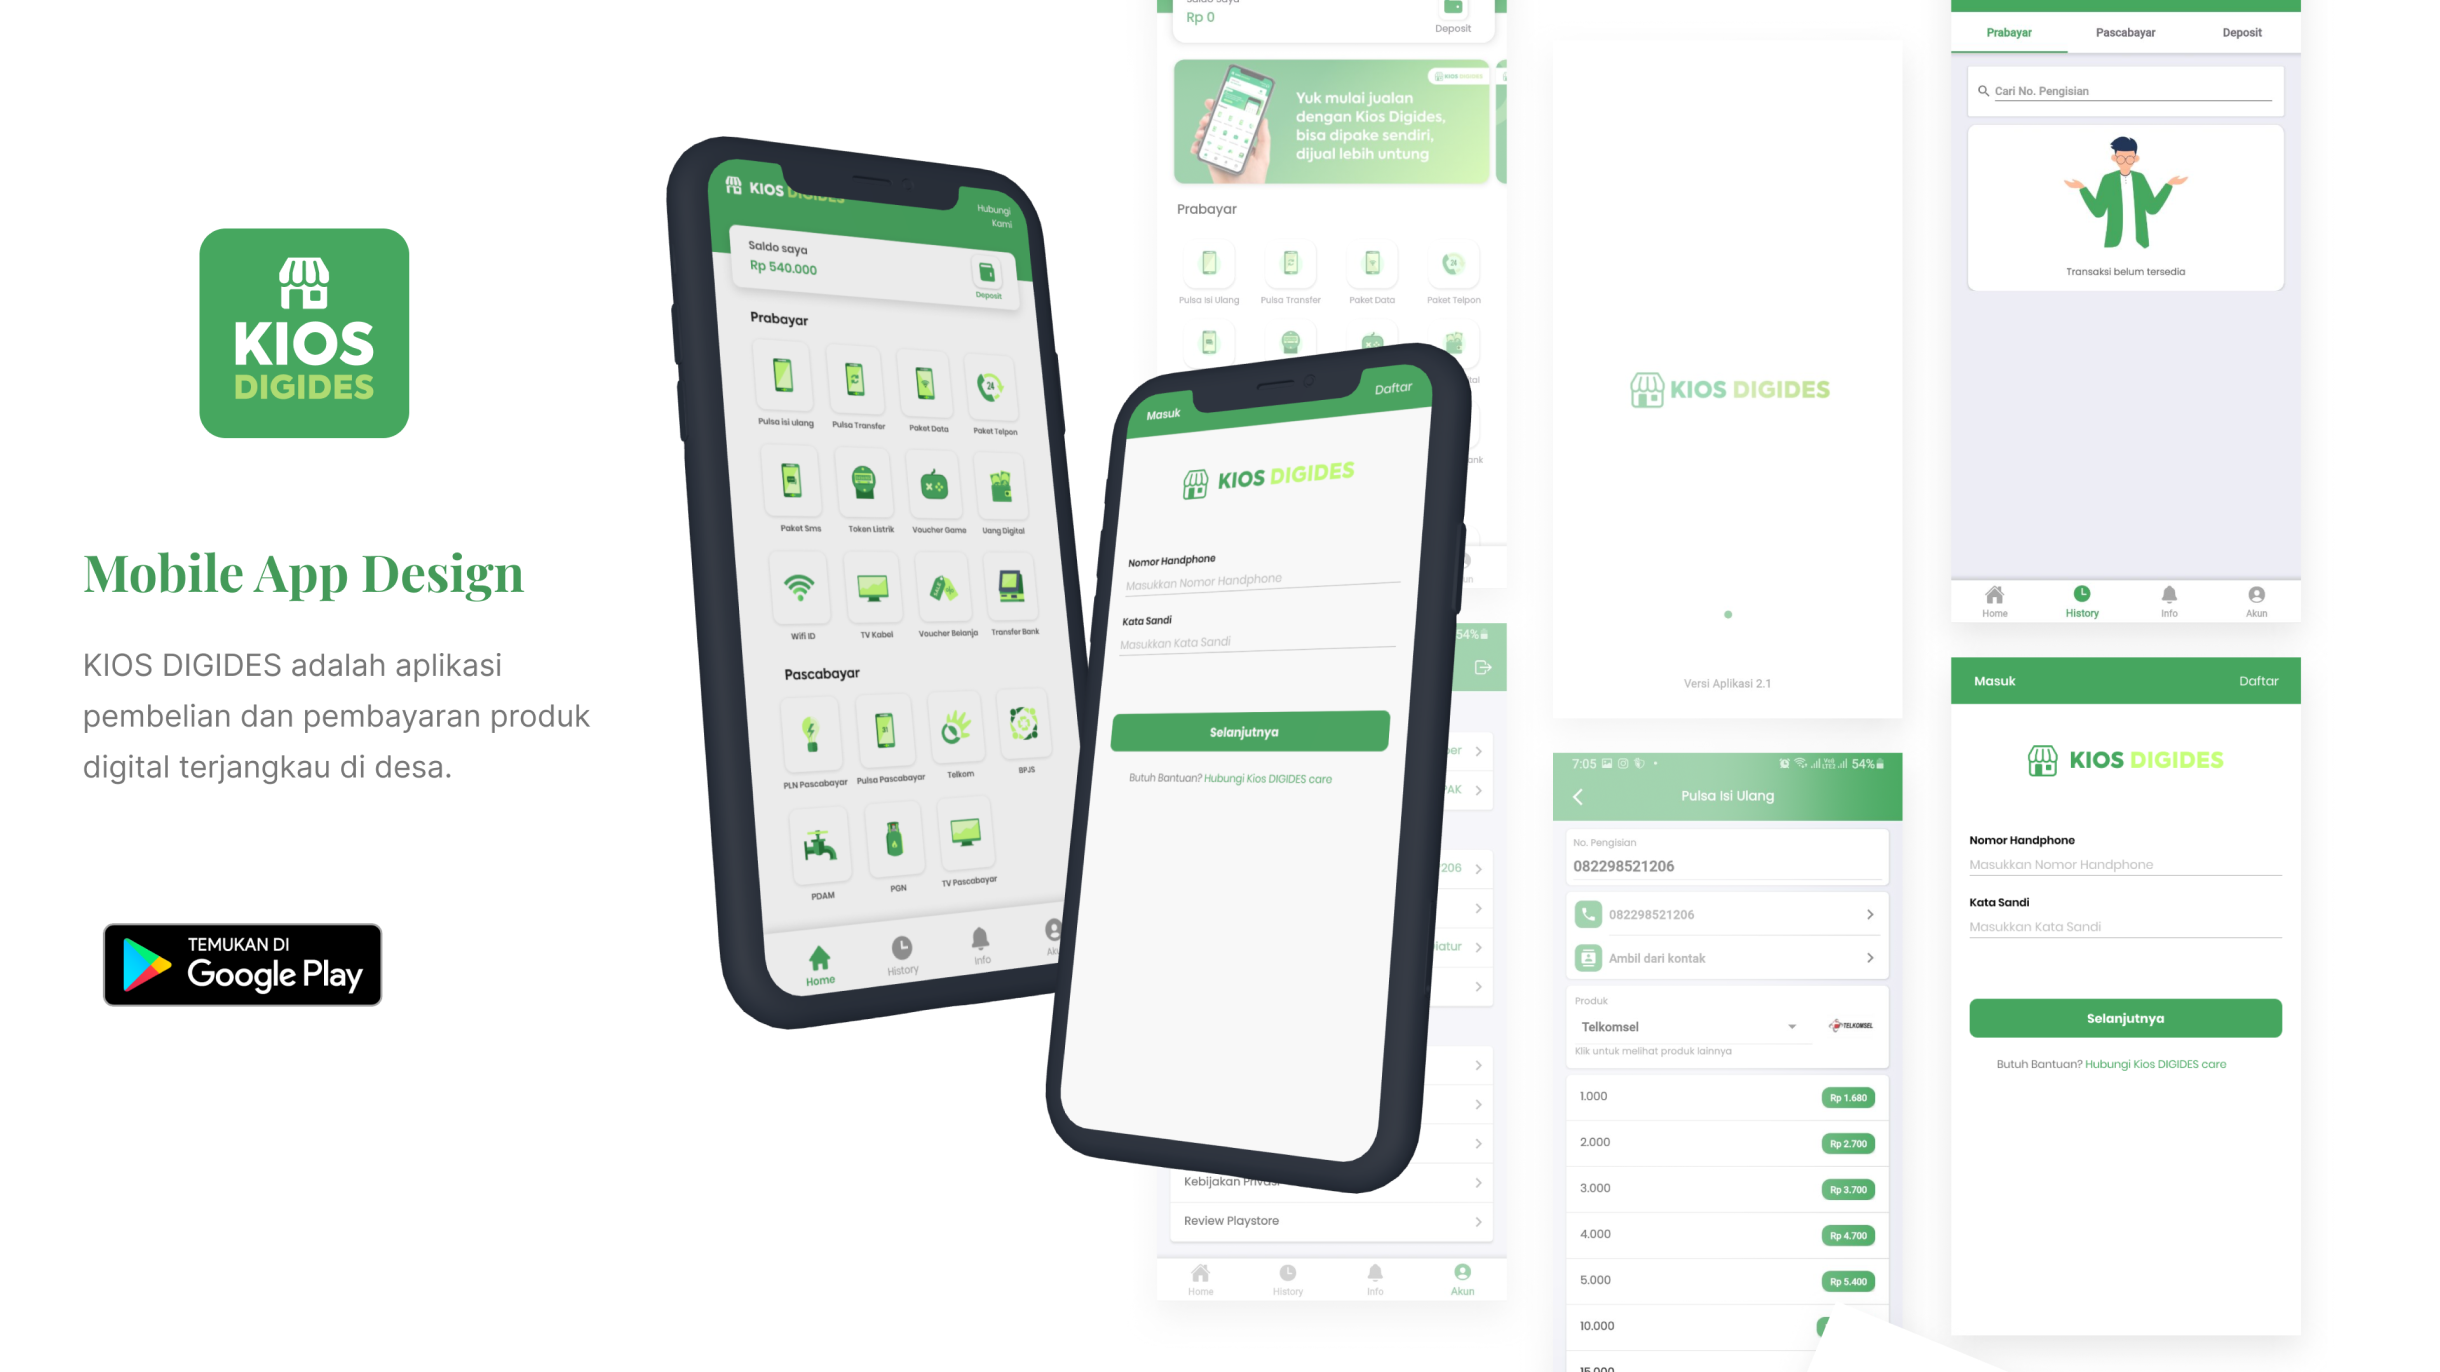 KIOS
DIGIDES
Mobile App Design
KIOS DIGIDES adalah aplikasi
pembelian dan pembayaran produk
digital terjangkau di desa.
TEMUKAN DI
Google Play
KIOS DIGIDES
Hubungi
Kami
Saldo saya
Rp 540.000
Deposit
Prabayar
Pulsa isi ulang
Pulsa Transfer
Paket Data
Paket Telpon
Paket Sms
Token Listrik
Voucher Game
Uang Digital
Wifi ID
TV Kabel
Voucher Belanja
Transfer Bank
Pascabayar
PLN Pascabayar
Pulsa Pascabayar
Telkom
BPJS
PDAM
PGN
TV Pascabayar
Home
History
Info
Masuk
Daftar
KIOS DIGIDES
Nomor Handphone
Masukkan Nomor Handphone
Kata Sandi
Masukkan Kata Sandi
Selanjutnya
Butuh Bantuan? Hubungi Kios DIGIDES care
Rp 0
Deposit
KIOS DIGIDES
Yuk mulai jualan
dengan Kios Digides,
bisa dipake sendiri,
dijual lebih untung
Prabayar
Pulsa Isi Ulang
Pulsa Transfer
Paket Data
Paket Telpon
54%
206
Kebijakan Privasi
Review Playstore
Home
History
Info
Akun
KIOS DIGIDES
Versi Aplikasi 2.1
7:05
54%
Pulsa Isi Ulang
No. Pengisian
082298521206
082298521206
Ambil dari kontak
Produk
Telkomsel
TELKOMSEL
Klik untuk melihat produk lainnya
1.000
Rp 1.680
2.000
Rp 2.700
3.000
Rp 3.700
4.000
Rp 4.700
5.000
Rp 5.400
10.000
15.000
Prabayar
Pascabayar
Deposit
Cari No. Pengisian
Transaksi belum tersedia
Home
History
Info
Akun
Masuk
Daftar
KIOS DIGIDES
Nomor Handphone
Masukkan Nomor Handphone
Kata Sandi
Masukkan Kata Sandi
Selanjutnya
Butuh Bantuan? Hubungi Kios DIGIDES care